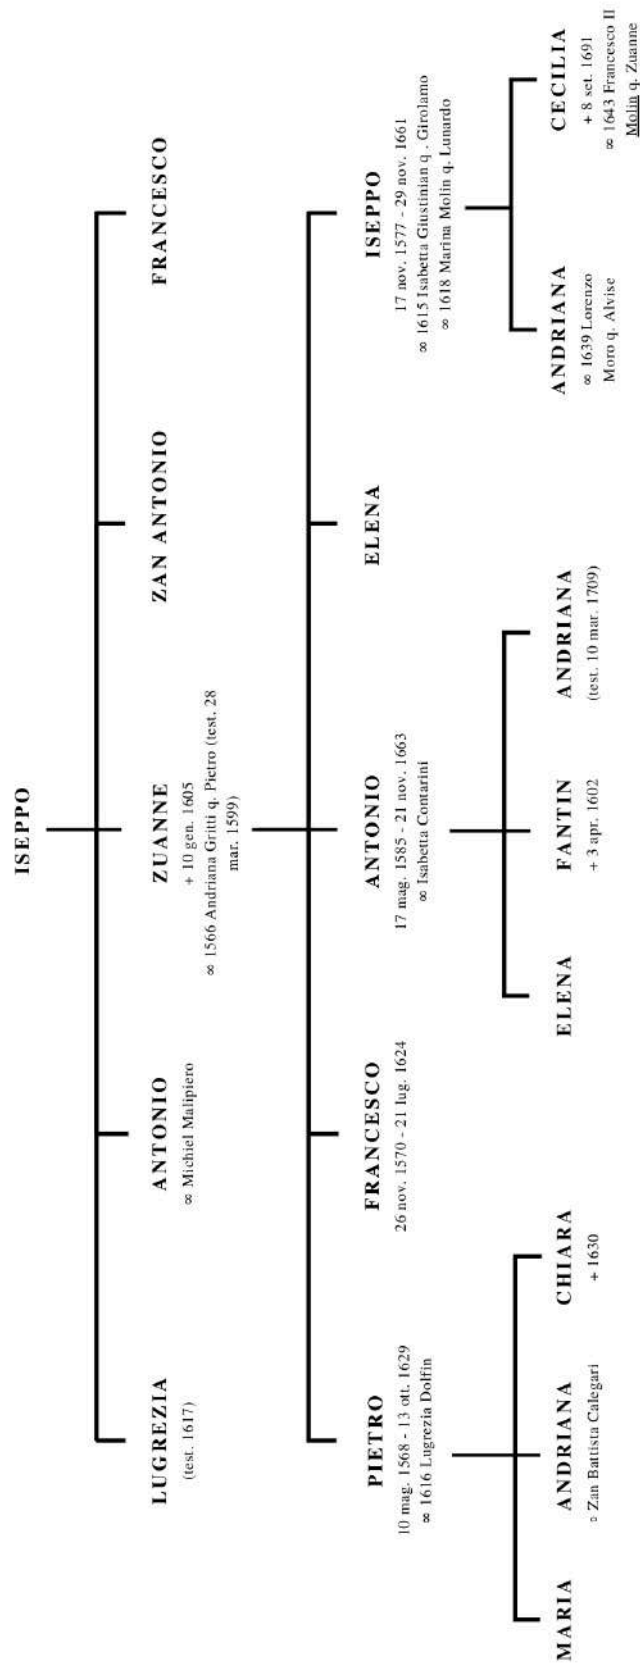 ISEPPO
LUGREZIA
(test. 1617)
ANTONIO
∞ Michiel Malipiero
ZUANNE
+ 10 gen. 1605
∞ 1566 Andriana Gritti q. Pietro (test. 28
mar. 1599)
ZAN ANTONIO
FRANCESCO
PIETRO
10 mag. 1568 - 13 ott. 1629
∞ 1616 Lugrezia Dolfin
FRANCESCO
26 nov. 1570 - 21 lug. 1624
ANTONIO
17 mag. 1585 - 21 nov. 1663
∞ Isabetta Contarini
ELENA
ISEPPO
17 nov. 1577 - 29 nov. 1661
∞ 1615 Isabetta Giustinian q . Girolamo
∞ 1618 Marina Molin q. Lunardo
MARIA
ANDRIANA
▫ Zan Battista Calegari
CHIARA
+ 1630
ELENA
FANTIN
+ 3 apr. 1602
ANDRIANA
(test. 10 mar. 1709)
ANDRIANA
∞ 1639 Lorenzo
Moro q. Alvise
CECILIA
+ 8 set. 1691
∞ 1643 Francesco II
Molin q. Zuanne